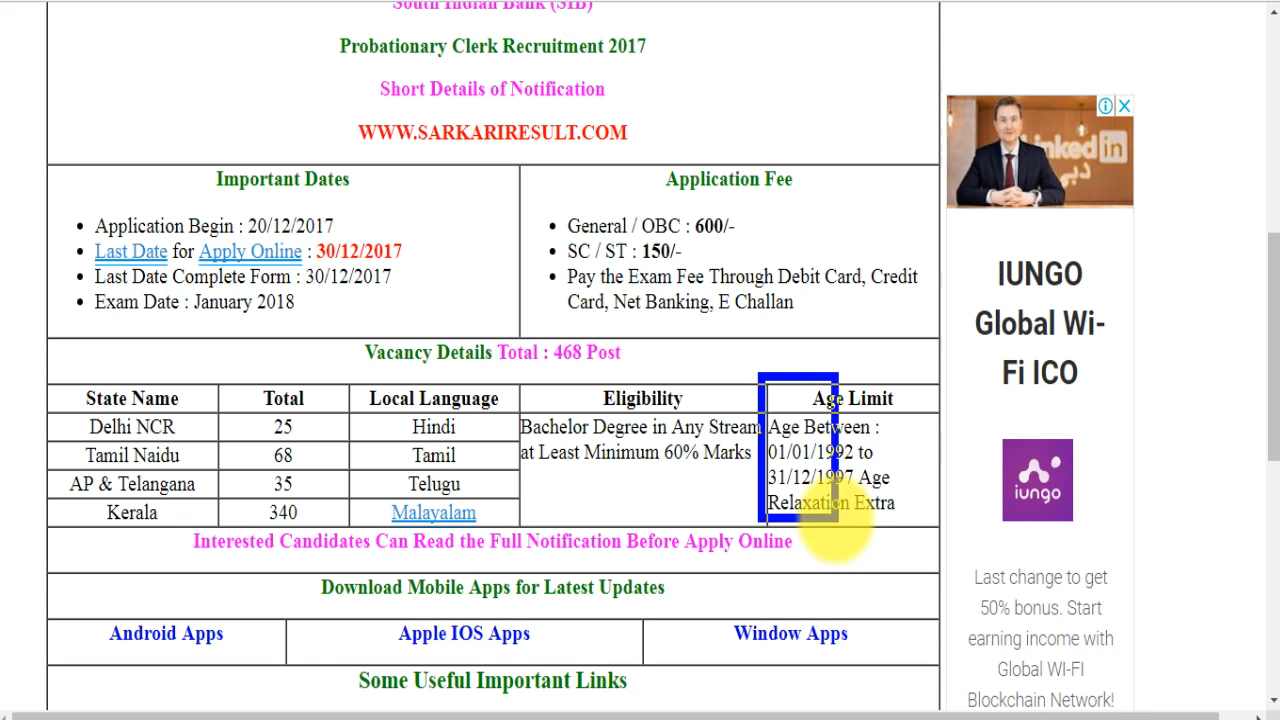 South Indian Bank (SIB)
Probationary Clerk Recruitment 2017
Short Details of Notification
WWW.SARKARIRESULT.COM
Important Dates
Application Begin : 20/12/2017
Last Date for Apply Online : 30/12/2017
Last Date Complete Form : 30/12/2017
Exam Date : January 2018
Application Fee
General / OBC : 600/-
SC / ST : 150/-
Pay the Exam Fee Through Debit Card, Credit
Card, Net Banking, E Challan
Vacancy Details Total : 468 Post
State Name Total Local Language Eligibility Age Limit
Delhi NCR 25 Hindi
Tamil Naidu 68 Tamil
AP & Telangana 35 Telugu
Kerala 340 Malayalam
Bachelor Degree in Any Stream
at Least Minimum 60% Marks
Age Between :
01/01/1992 to
31/12/1997 Age
Relaxation Extra
Interested Candidates Can Read the Full Notification Before Apply Online
Download Mobile Apps for Latest Updates
Android Apps Apple IOS Apps Window Apps
Some Useful Important Links
Linked in
دبي
IUNGO
Global Wi-
Fi ICO
iungo
Last change to get
50% bonus. Start
earning income with
Global WI-FI
Blockchain Network!